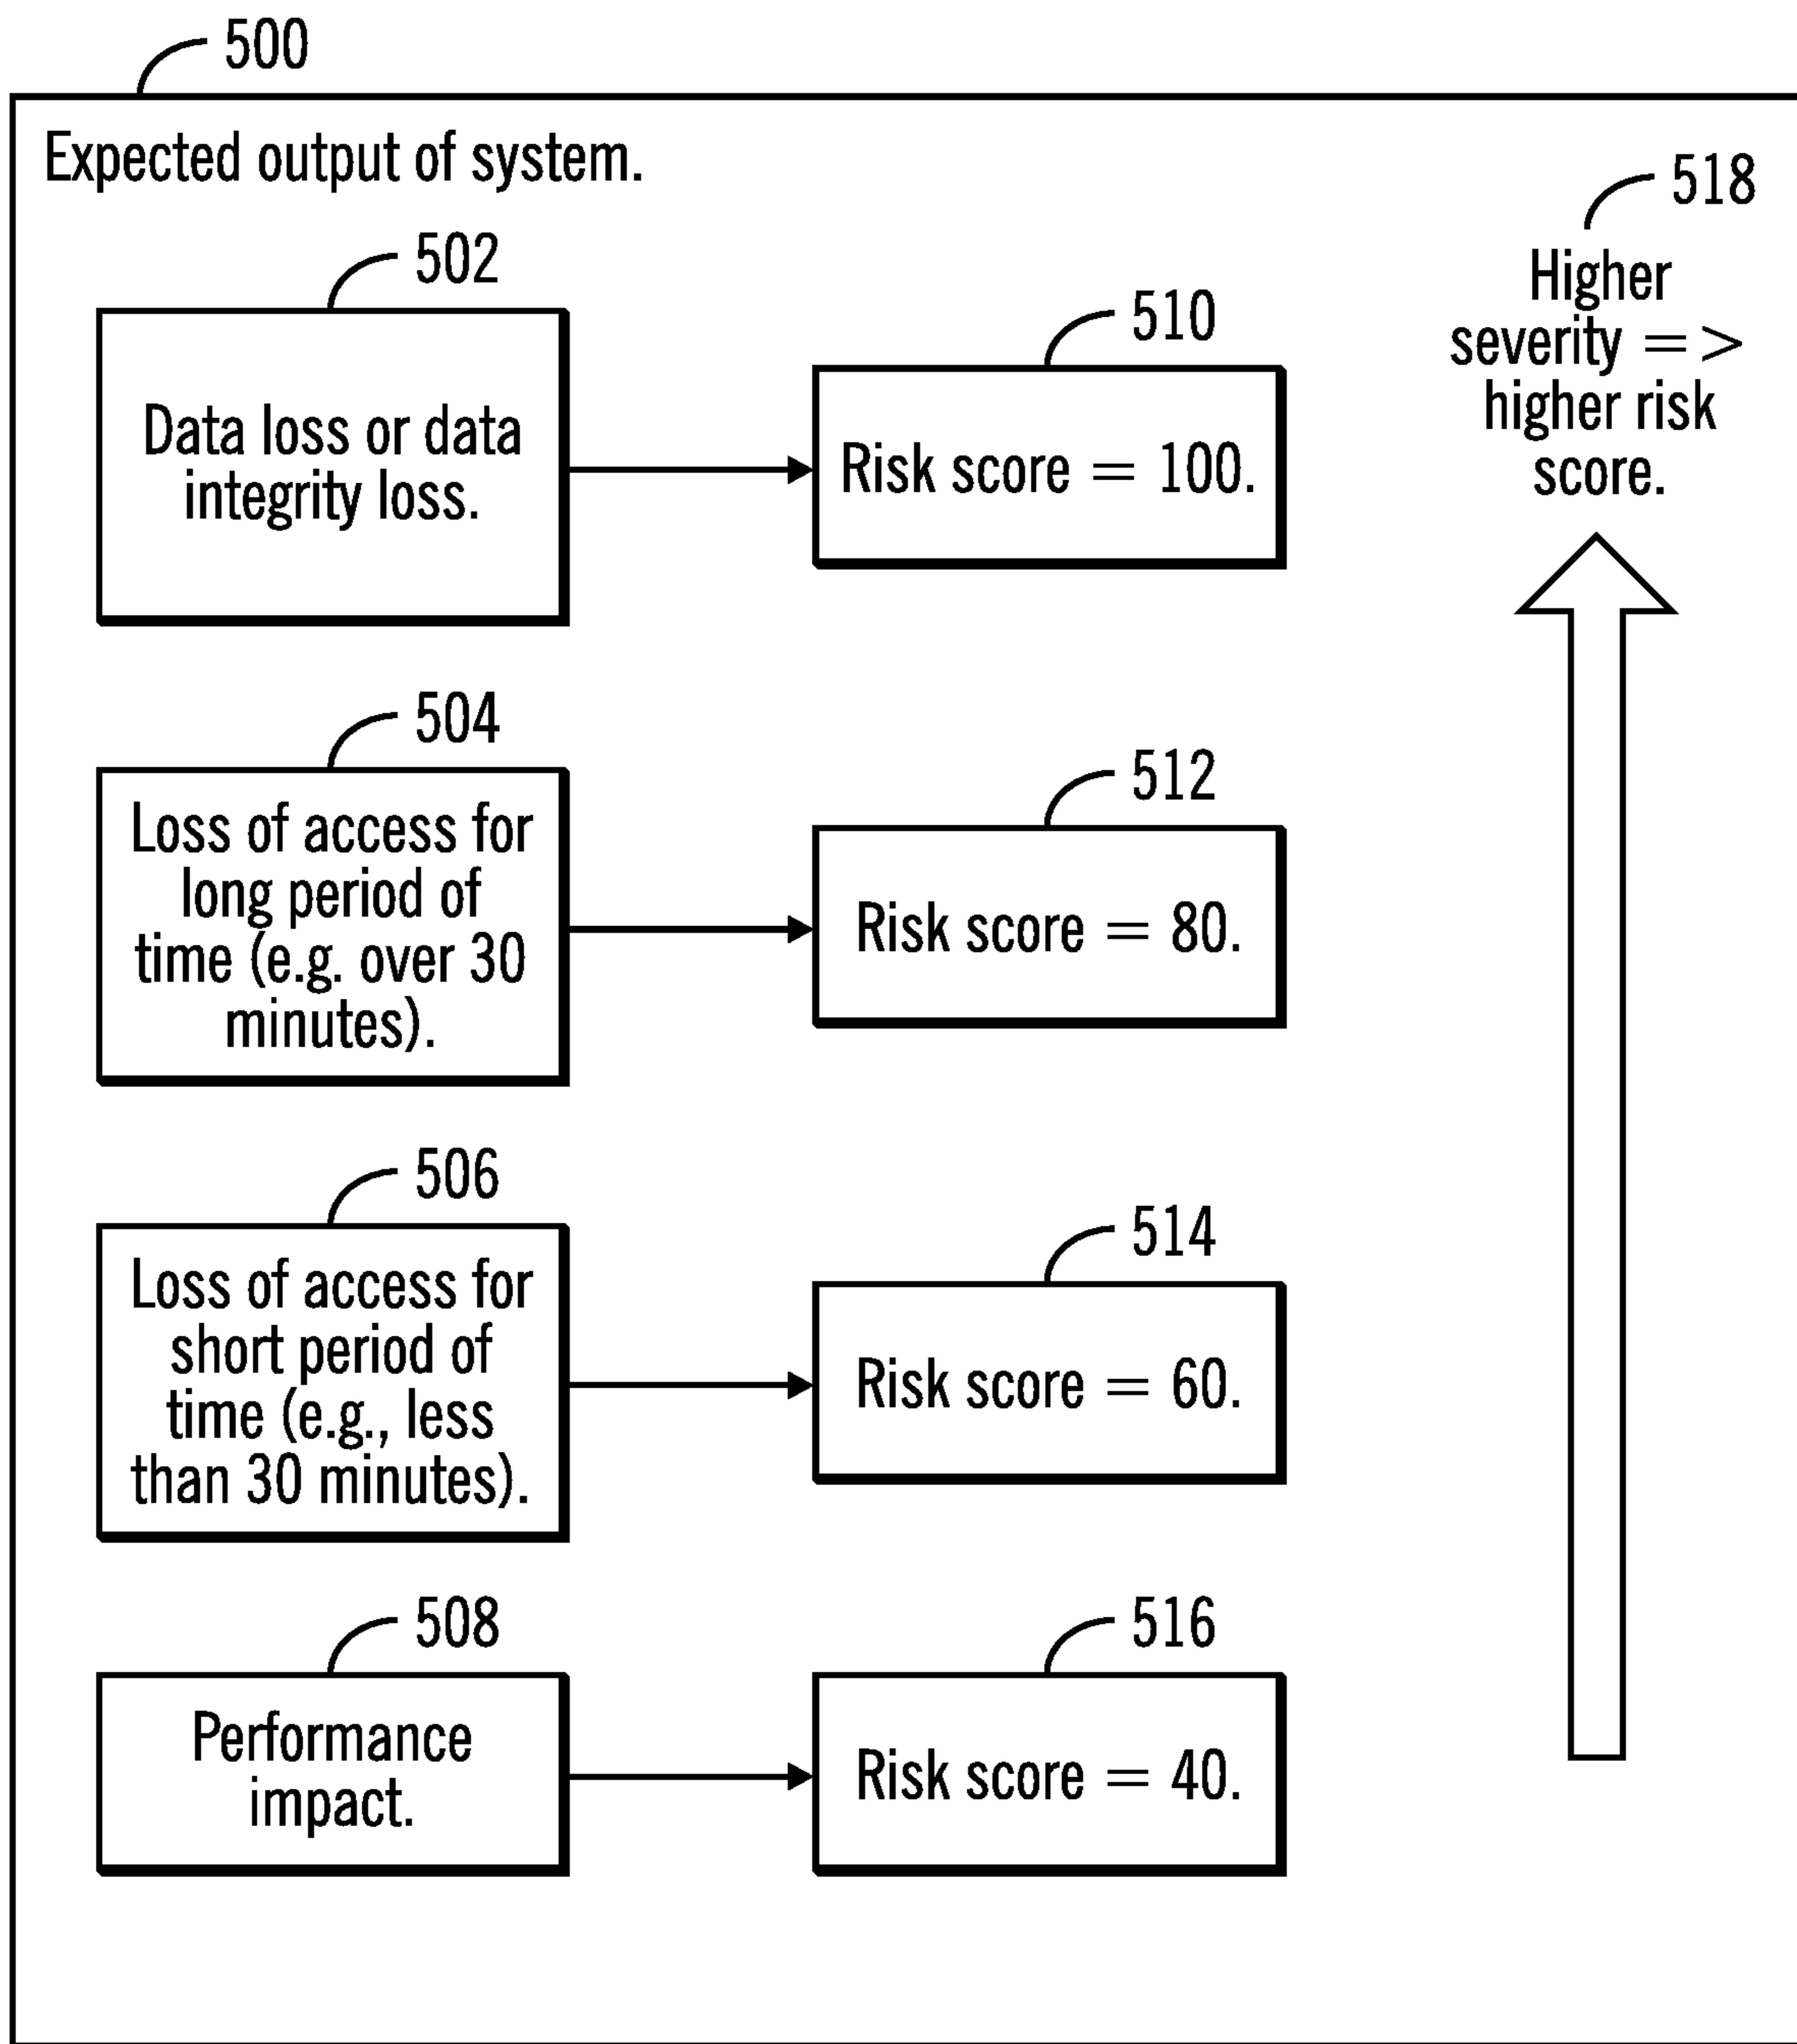 500
Expected output of system.
518
Higher
severity = >
higher risk
score.
502
Data loss or data
integrity loss.
510
Risk score = 100.
504
Loss of access for
long period of
time (e.g. over 30
minutes).
512
Risk score = 80.
506
Loss of access for
short period of
time (e.g., less
than 30 minutes).
514
Risk score = 60.
508
Performance
impact.
516
Risk score = 40.